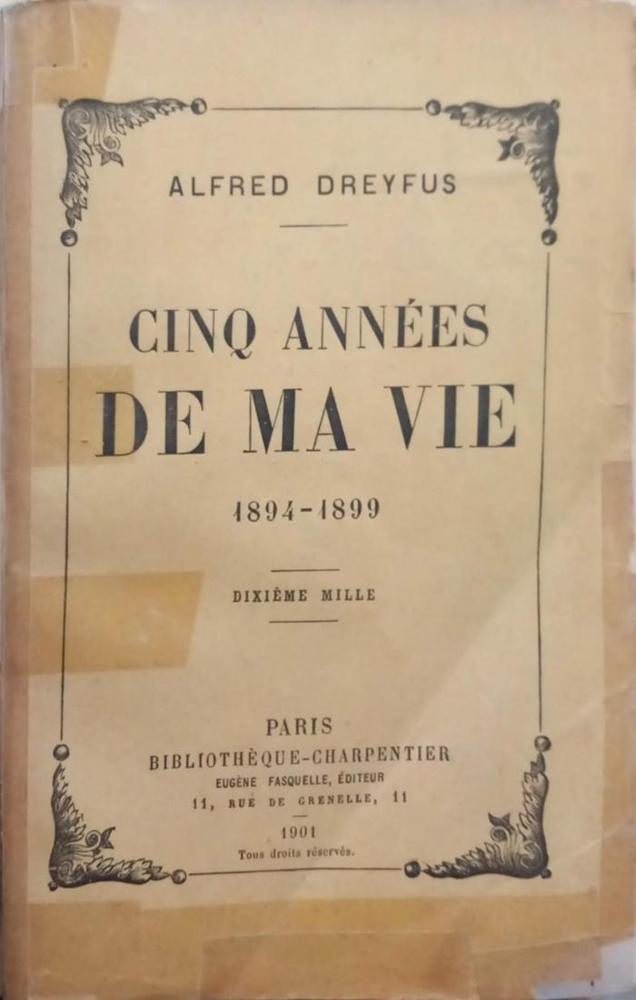 ALFRED DREYFUS
CINQ ANNÉES
DE MA VIE
1894-1899
DIXIÈME MILLE
PARIS
BIBLIOTHÈQUE-CHARPENTIER
EUGÈNE FASQUELLE, ÉDITEUR
11, RUE DE GRENELLE, 11
1901
Tous droits réservés.